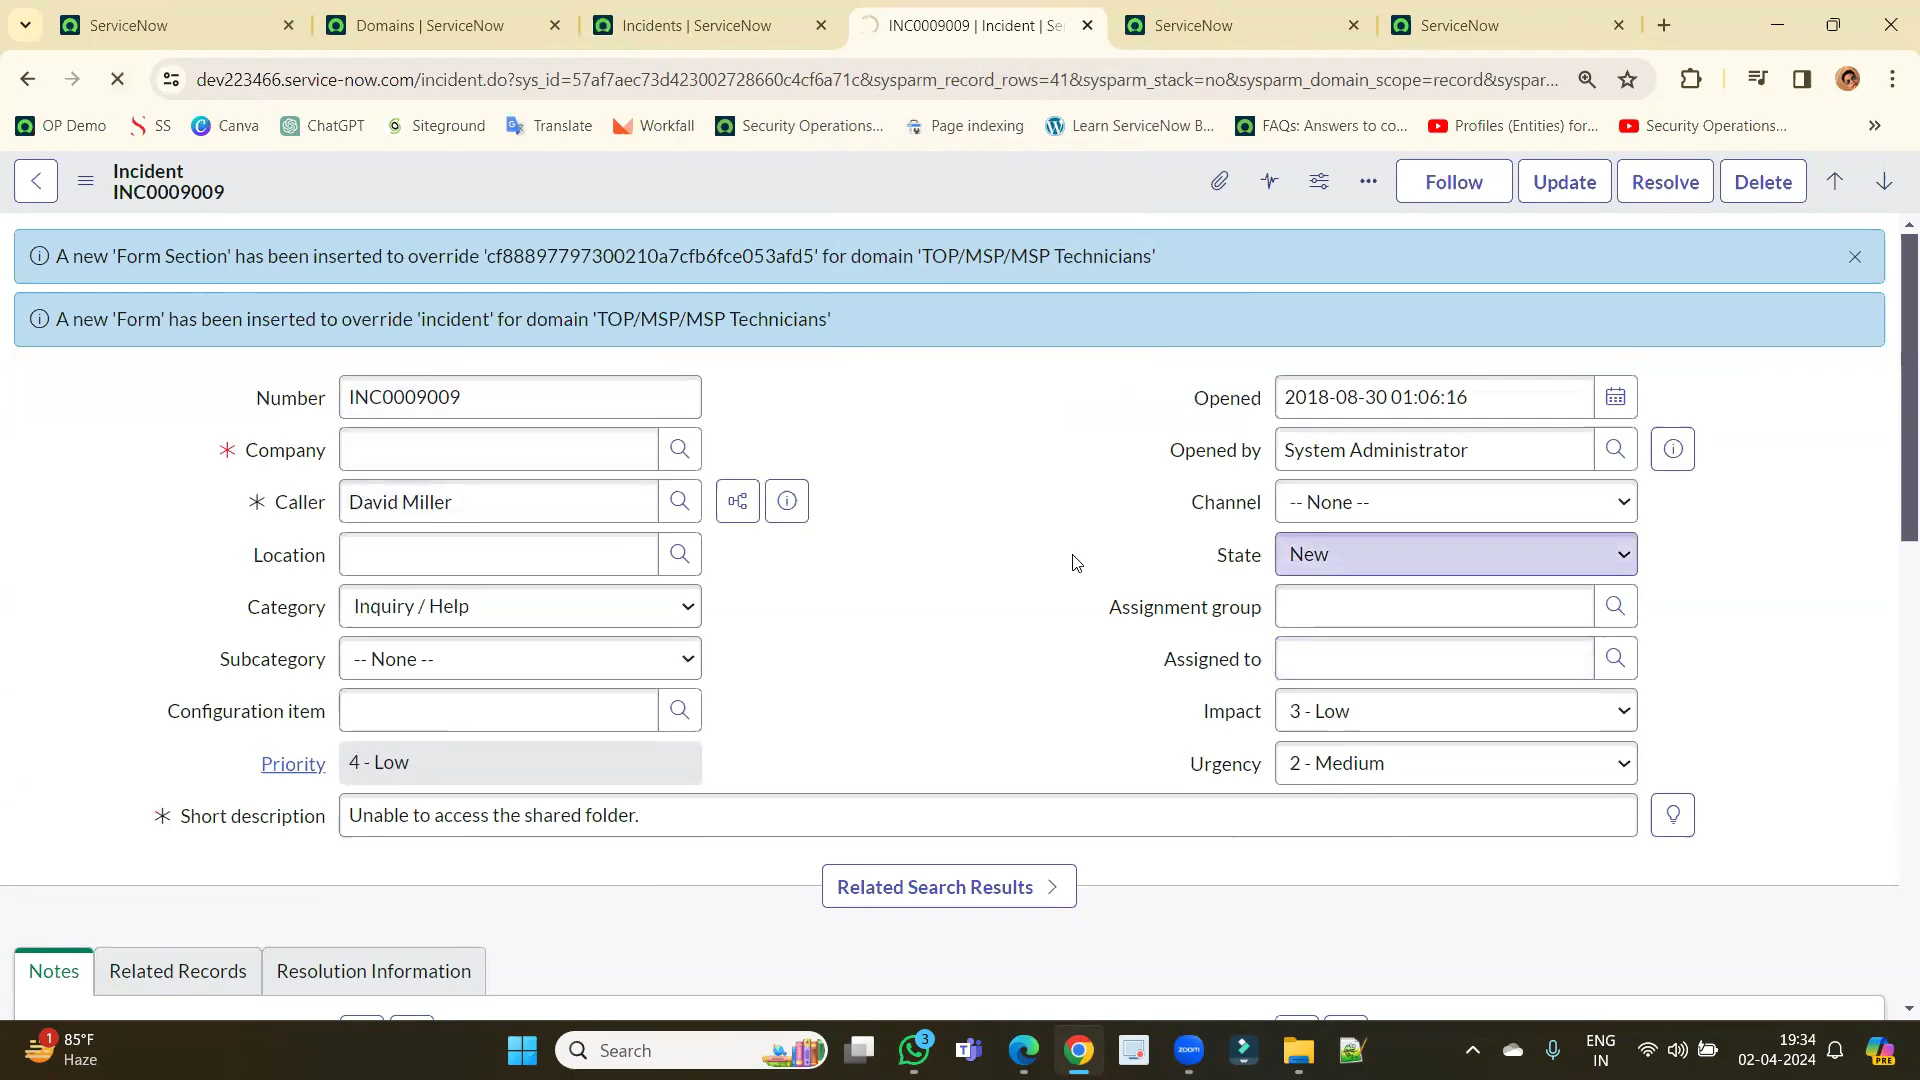 ServiceNow
Domains | ServiceNow
Incidents | ServiceNow
INC0009009 | Incident | Se
ServiceNow
ServiceNow
dev223466.service-now.com/incident.do?sys_id=57af7aec73d423002728660c4cf6a71c&sysparm_record_rows=41&sysparm_stack=no&sysparm_domain_scope=record&syspar...
OP Demo
SS
Canva
ChatGPT
Siteground
Translate
Workfall
Security Operations...
Page indexing
Learn ServiceNow B...
FAQs: Answers to co...
Profiles (Entities) for...
Security Operations...
Incident
INC0009009
Follow
Update
Resolve
Delete
A new 'Form Section' has been inserted to override 'cf88897797300210a7cfb6fce053afd5' for domain 'TOP/MSP/MSP Technicians'
A new 'Form' has been inserted to override 'incident' for domain 'TOP/MSP/MSP Technicians'
Number INC0009009
Opened 2018-08-30 01:06:16
Company
Opened by System Administrator
Caller David Miller
Channel -- None --
Location
State New
Category Inquiry / Help
Assignment group
Subcategory -- None --
Assigned to
Configuration item
Impact 3 - Low
Priority 4 - Low
Urgency 2 - Medium
Short description Unable to access the shared folder.
Related Search Results
Notes
Related Records
Resolution Information
1
85°F
Haze
Search
3
zoom
ENG
IN
19:34
02-04-2024
PRE